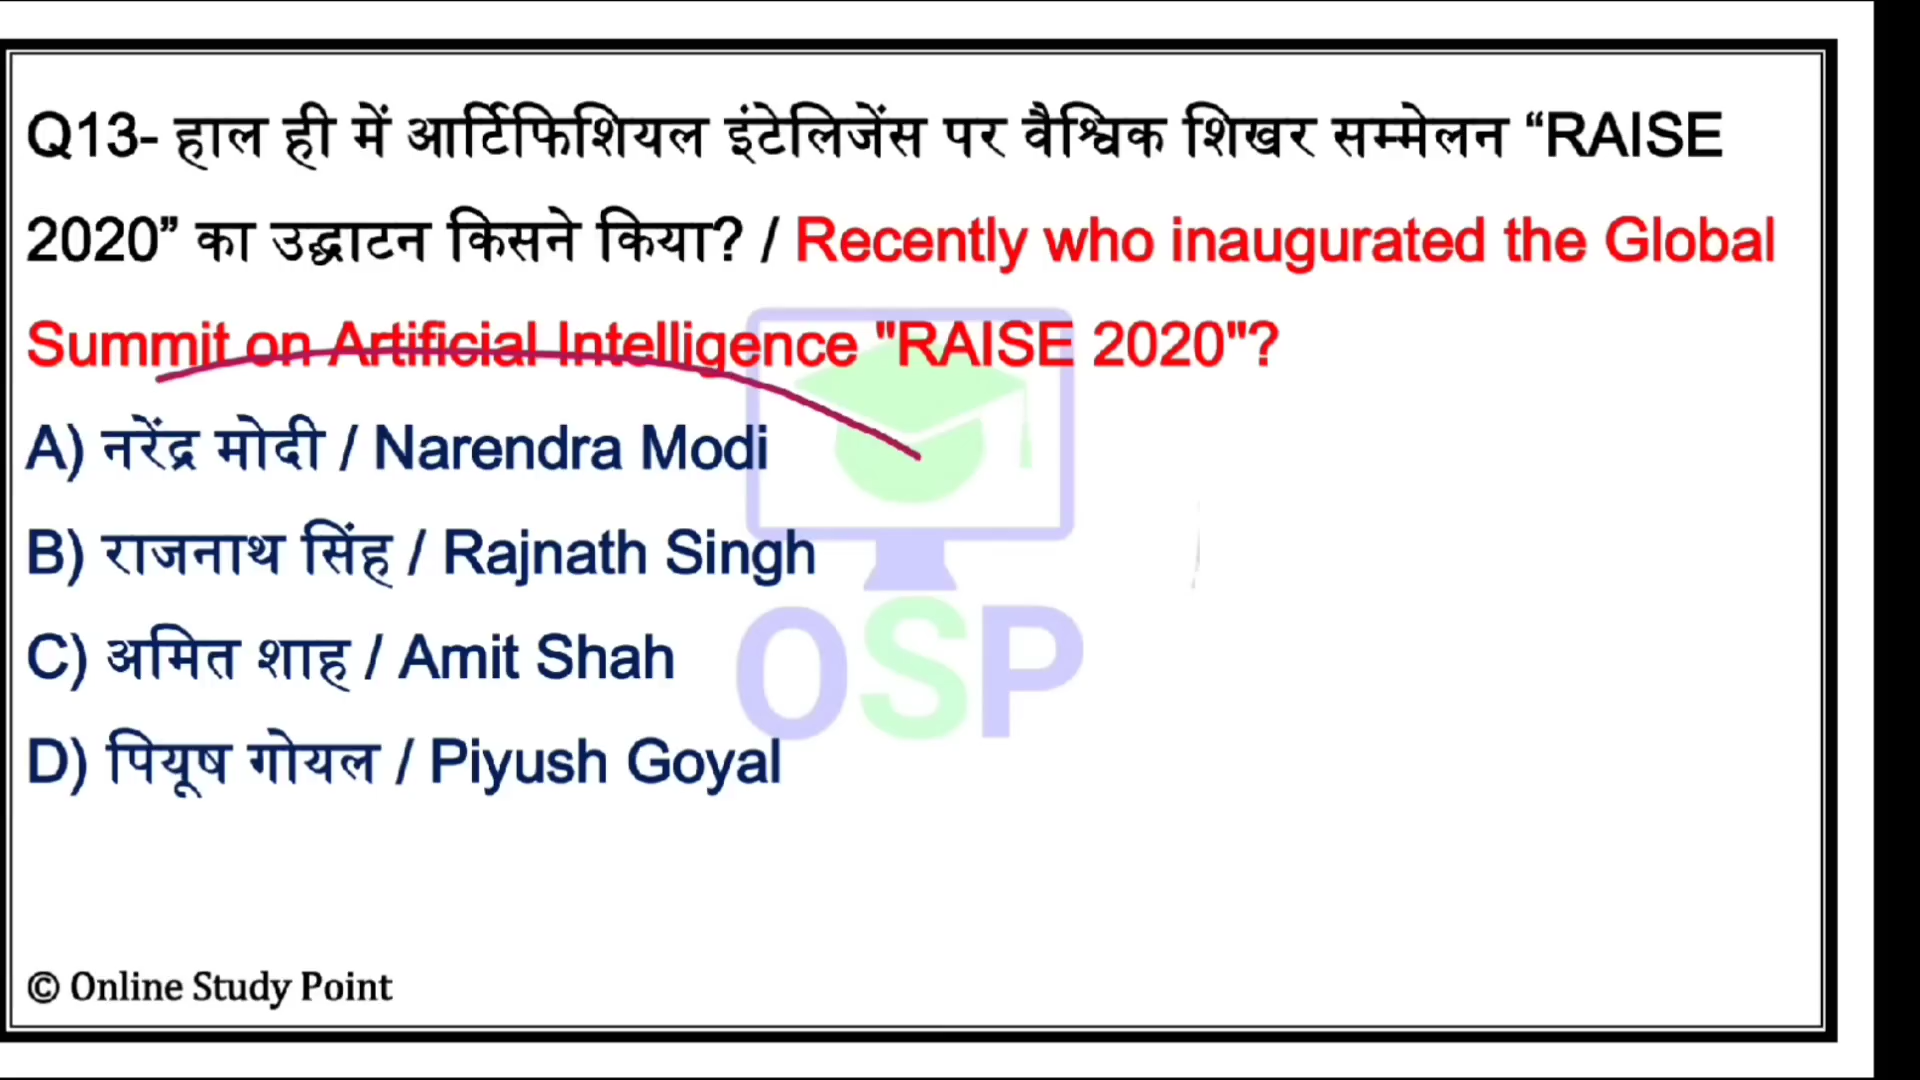 Q13- हाल ही में आर्टिफिशियल इंटेलिजेंस पर वैश्विक शिखर सम्मेलन “RAISE
2020” का उद्घाटन किसने किया? / Recently who inaugurated the Global
Summit on Artificial Intelligence "RAISE 2020"?
A) नरेंद्र मोदी / Narendra Modi
B) राजनाथ सिंह / Rajnath Singh
C) अमित शाह / Amit Shah
D) पियूष गोयल / Piyush Goyal
OSP
© Online Study Point